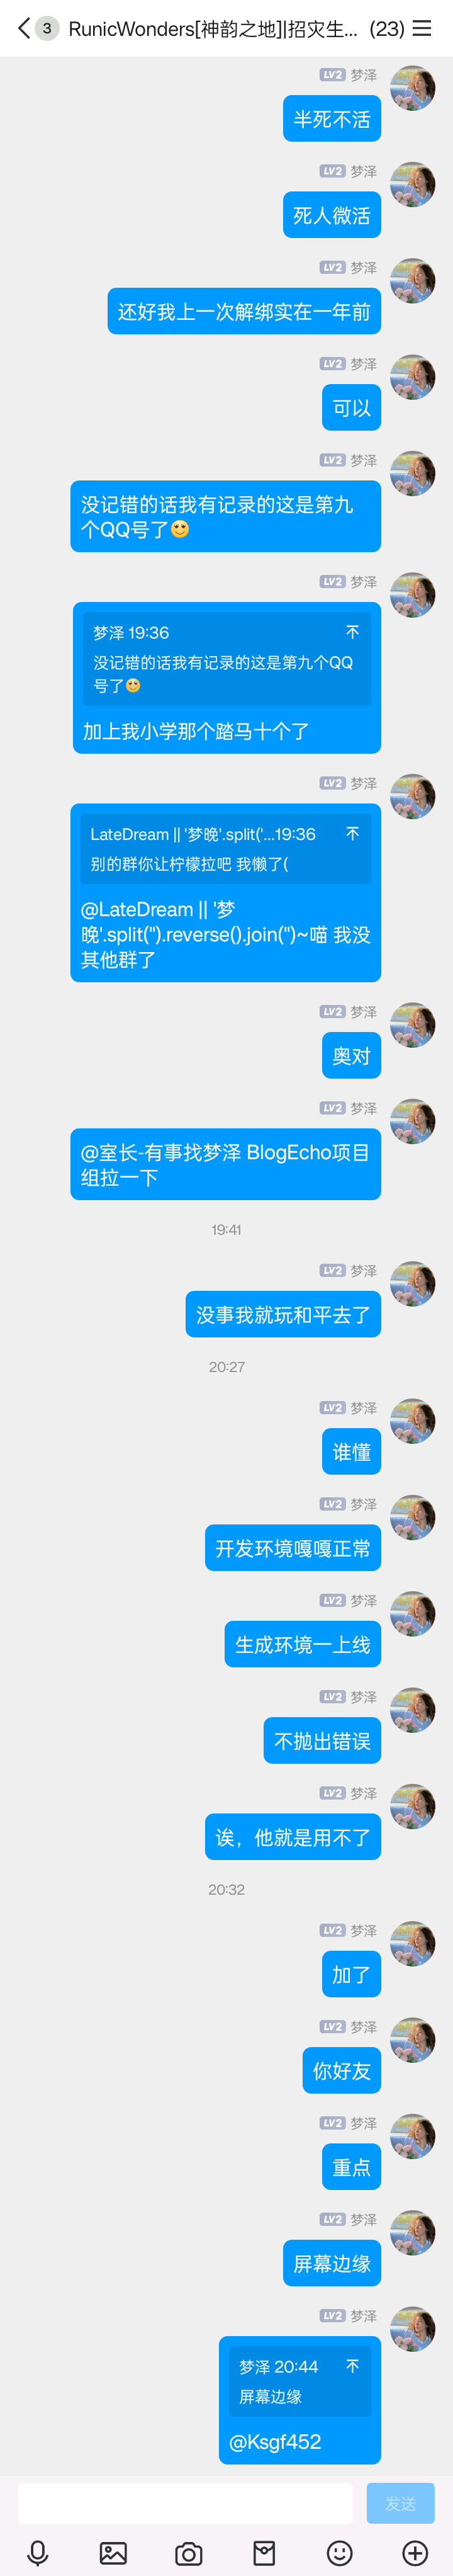 3 RunicWonders[神韵之地]|招灾生... (23)
LV2 梦泽
半死不活
LV2 梦泽
死人微活
LV2 梦泽
还好我上一次解绑实在一年前
LV2 梦泽
可以
LV2 梦泽
没记错的话我有记录的这是第九
个QQ号了
LV2 梦泽
梦泽 19:36
没记错的话我有记录的这是第九个QQ
号了
加上我小学那个踏马十个了
LV2 梦泽
LateDream || '梦晚'.split('...19:36
别的群你让柠檬拉吧 我懒了(
@LateDream || '梦
晚'.split('').reverse().join('')~喵 我没
其他群了
LV2 梦泽
奥对
LV2 梦泽
@室长-有事找梦泽 BlogEcho项目
组拉一下
19:41
LV2 梦泽
没事我就玩和平去了
20:27
LV2 梦泽
谁懂
LV2 梦泽
开发环境嘎嘎正常
LV2 梦泽
生成环境一上线
LV2 梦泽
不抛出错误
LV2 梦泽
诶，他就是用不了
20:32
LV2 梦泽
加了
LV2 梦泽
你好友
LV2 梦泽
重点
LV2 梦泽
屏幕边缘
LV2 梦泽
梦泽 20:44
屏幕边缘
@Ksgf452
发送